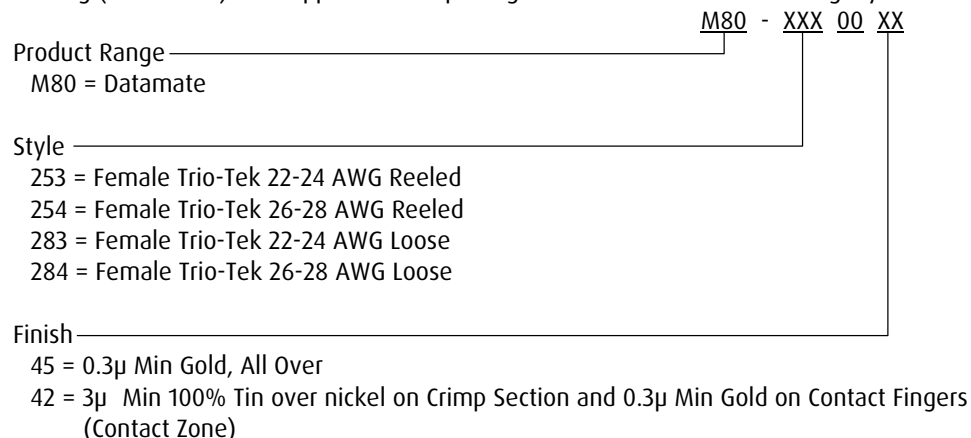 M80 - XXX 00 XX
Product Range
M80 = Datamate
Style
253 = Female Trio-Tek 22-24 AWG Reeled
254 = Female Trio-Tek 26-28 AWG Reeled
283 = Female Trio-Tek 22-24 AWG Loose
284 = Female Trio-Tek 26-28 AWG Loose
Finish
45 = 0.3µ Min Gold, All Over
42 = 3µ Min 100% Tin over nickel on Crimp Section and 0.3µ Min Gold on Contact Fingers
(Contact Zone)